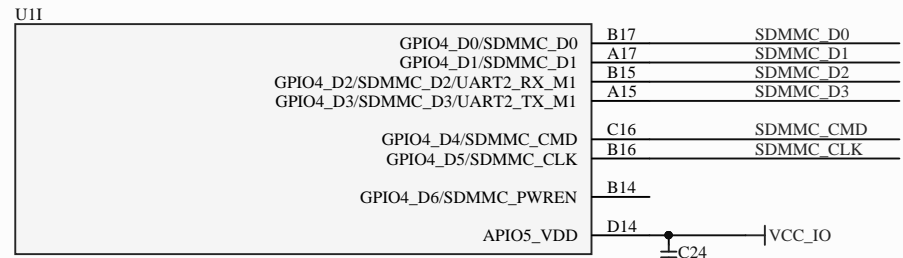 U1I
GPIO4_D0/SDMMC_D0 B17 SDMMC_D0
GPIO4_D1/SDMMC_D1 A17 SDMMC_D1
GPIO4_D2/SDMMC_D2/UART2_RX_M1 B15 SDMMC_D2
GPIO4_D3/SDMMC_D3/UART2_TX_M1 A15 SDMMC_D3
GPIO4_D4/SDMMC_CMD C16 SDMMC_CMD
GPIO4_D5/SDMMC_CLK B16 SDMMC_CLK
GPIO4_D6/SDMMC_PWREN B14
APIO5_VDD D14 VCC_IO
C24